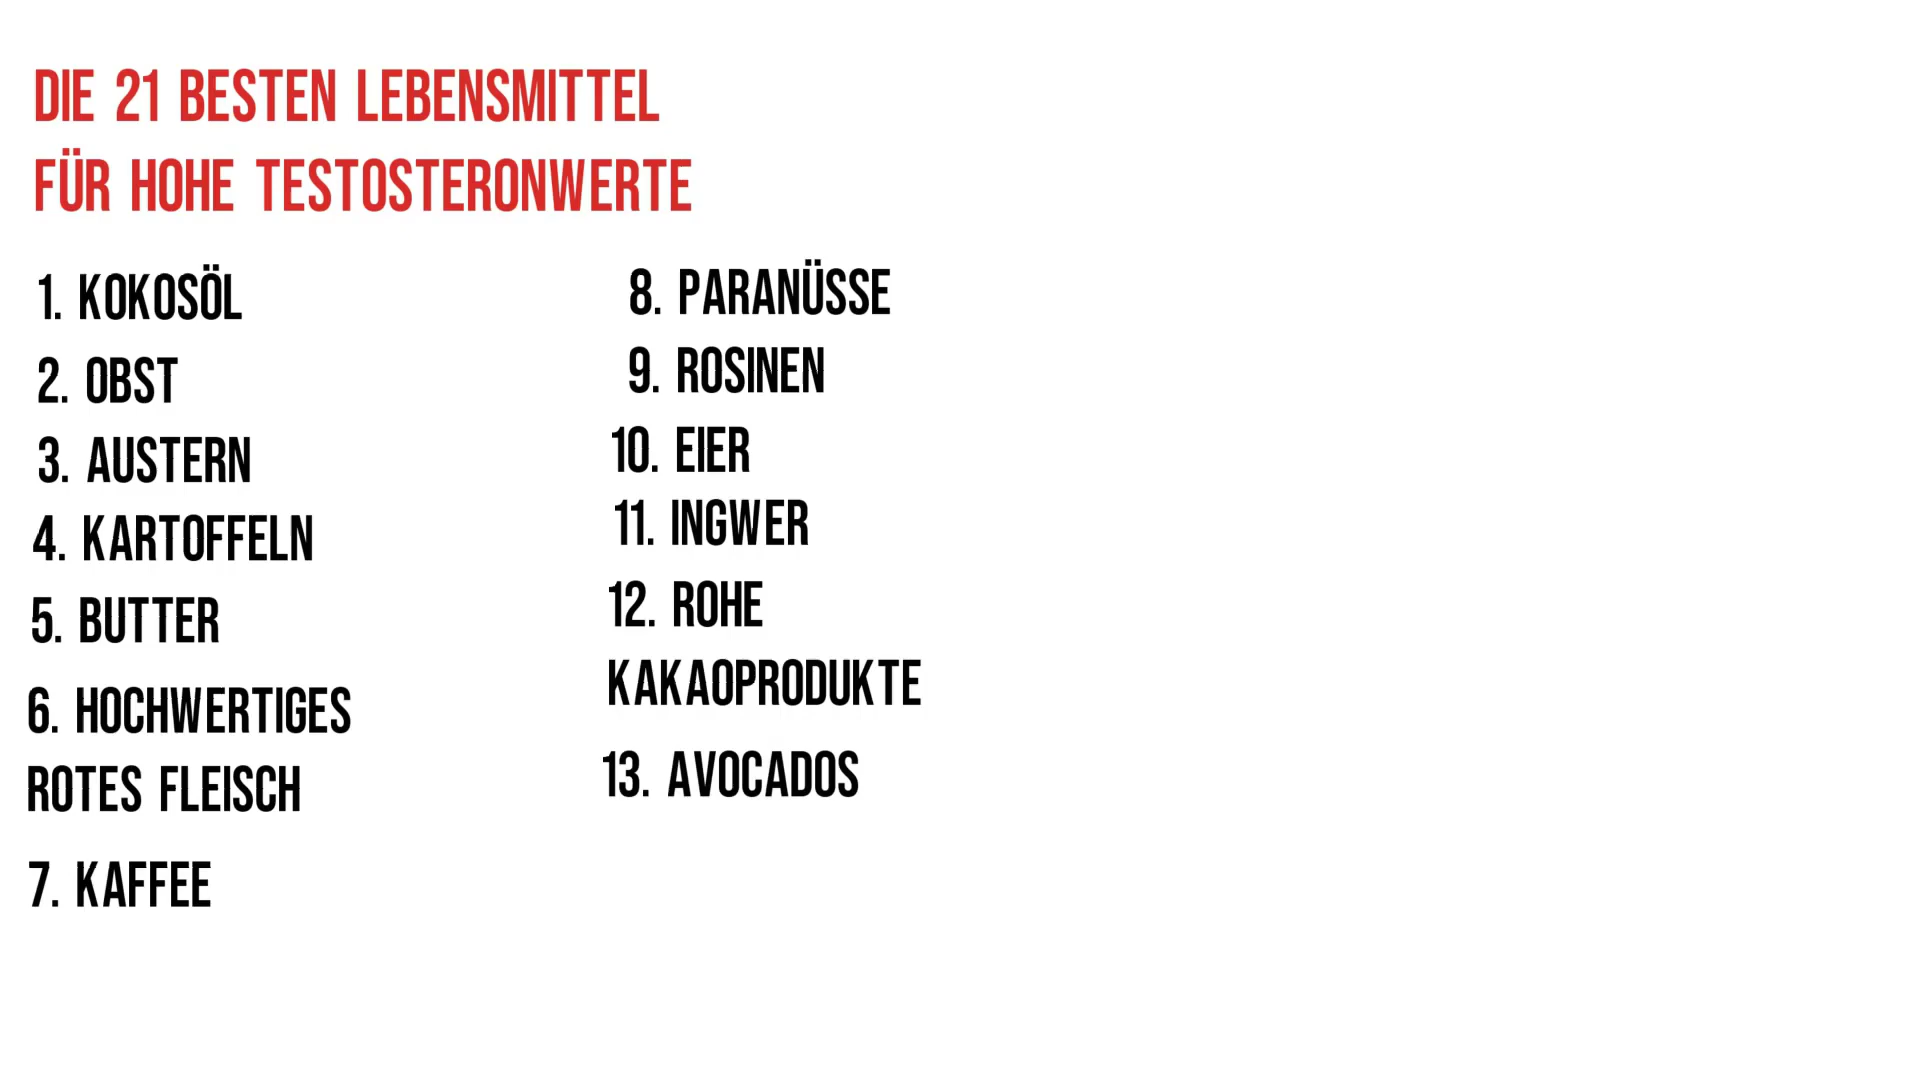 DIE 21 BESTEN LEBENSMITTEL
FÜR HOHE TESTOSTERONWERTE
1. KOKOSÖL
2. OBST
3. AUSTERN
4. KARTOFFELN
5. BUTTER
6. HOCHWERTIGES
ROTES FLEISCH
7. KAFFEE
8. PARANÜSSE
9. ROSINEN
10. EIER
11. INGWER
12. ROHE
KAKAOPRODUKTE
13. AVOCADOS